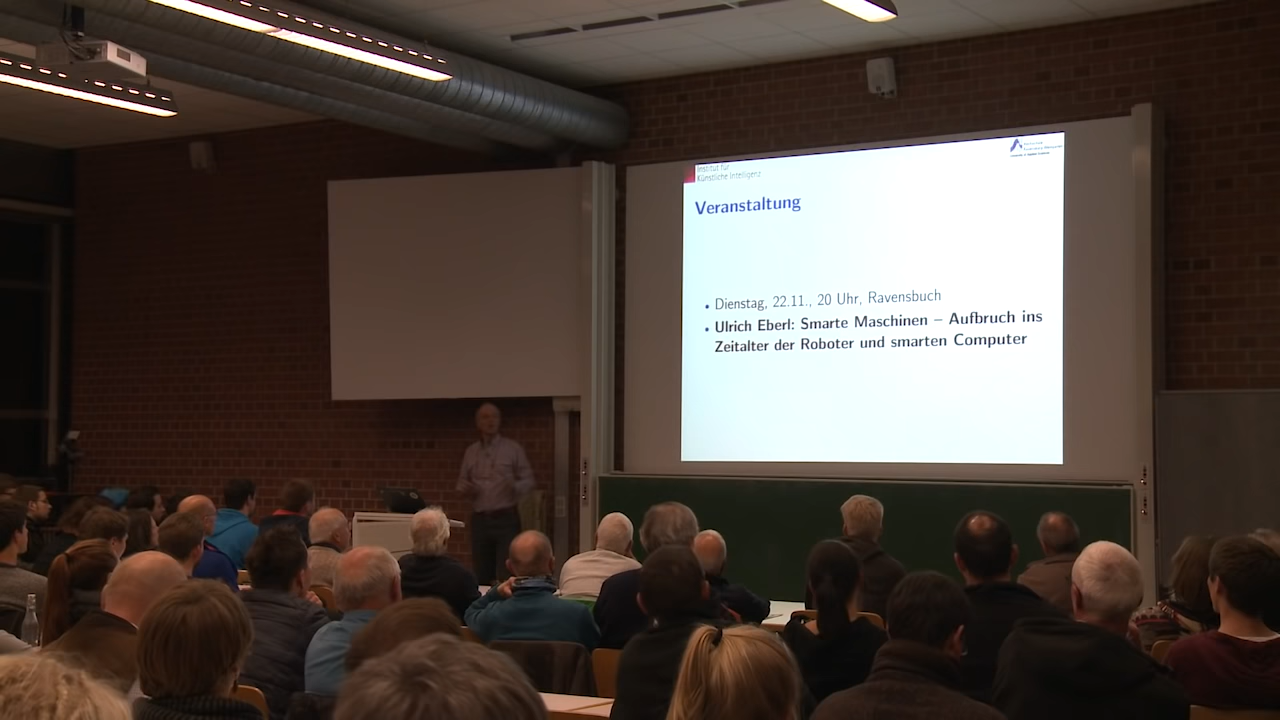 Institut für
Künstliche Intelligenz
Veranstaltung
• Dienstag, 22.11., 20 Uhr, Ravensbuch
• Ulrich Eberl: Smarte Maschinen – Aufbruch ins
Zeitalter der Roboter und smarten Computer